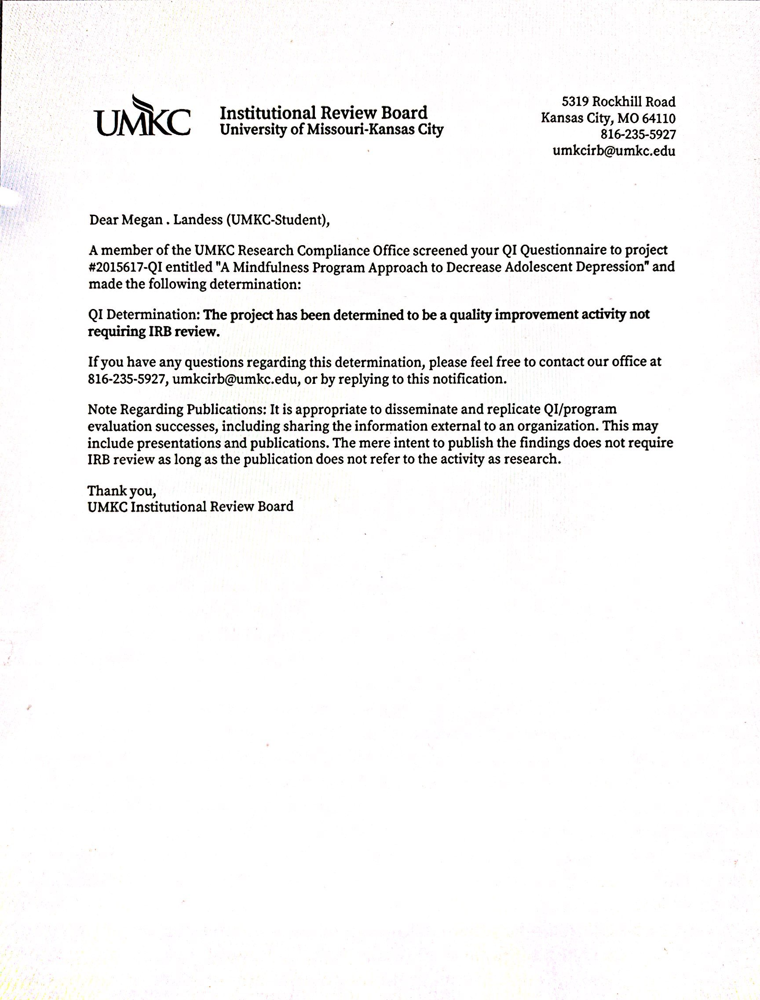 UMKC
Institutional Review Board
University of Missouri-Kansas City
5319 Rockhill Road
Kansas City, MO 64110
816-235-5927
umkcirb@umkc.edu
Dear Megan . Landess (UMKC-Student),
A member of the UMKC Research Compliance Office screened your QI Questionnaire to project
#2015617-QI entitled "A Mindfulness Program Approach to Decrease Adolescent Depression" and
made the following determination:
QI Determination: The project has been determined to be a quality improvement activity not
requiring IRB review.
If you have any questions regarding this determination, please feel free to contact our office at
816-235-5927, umkcirb@umkc.edu, or by replying to this notification.
Note Regarding Publications: It is appropriate to disseminate and replicate QI/program
evaluation successes, including sharing the information external to an organization. This may
include presentations and publications. The mere intent to publish the findings does not require
IRB review as long as the publication does not refer to the activity as research.
Thank you,
UMKC Institutional Review Board